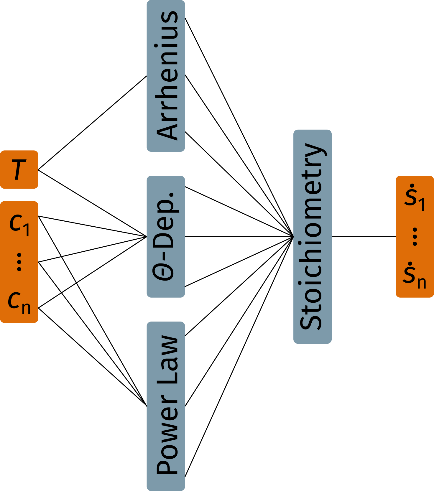 T
c1
...
cn
Arrhenius
Θ-Dep.
Power Law
Stoichiometry
ṡ1
...
ṡn